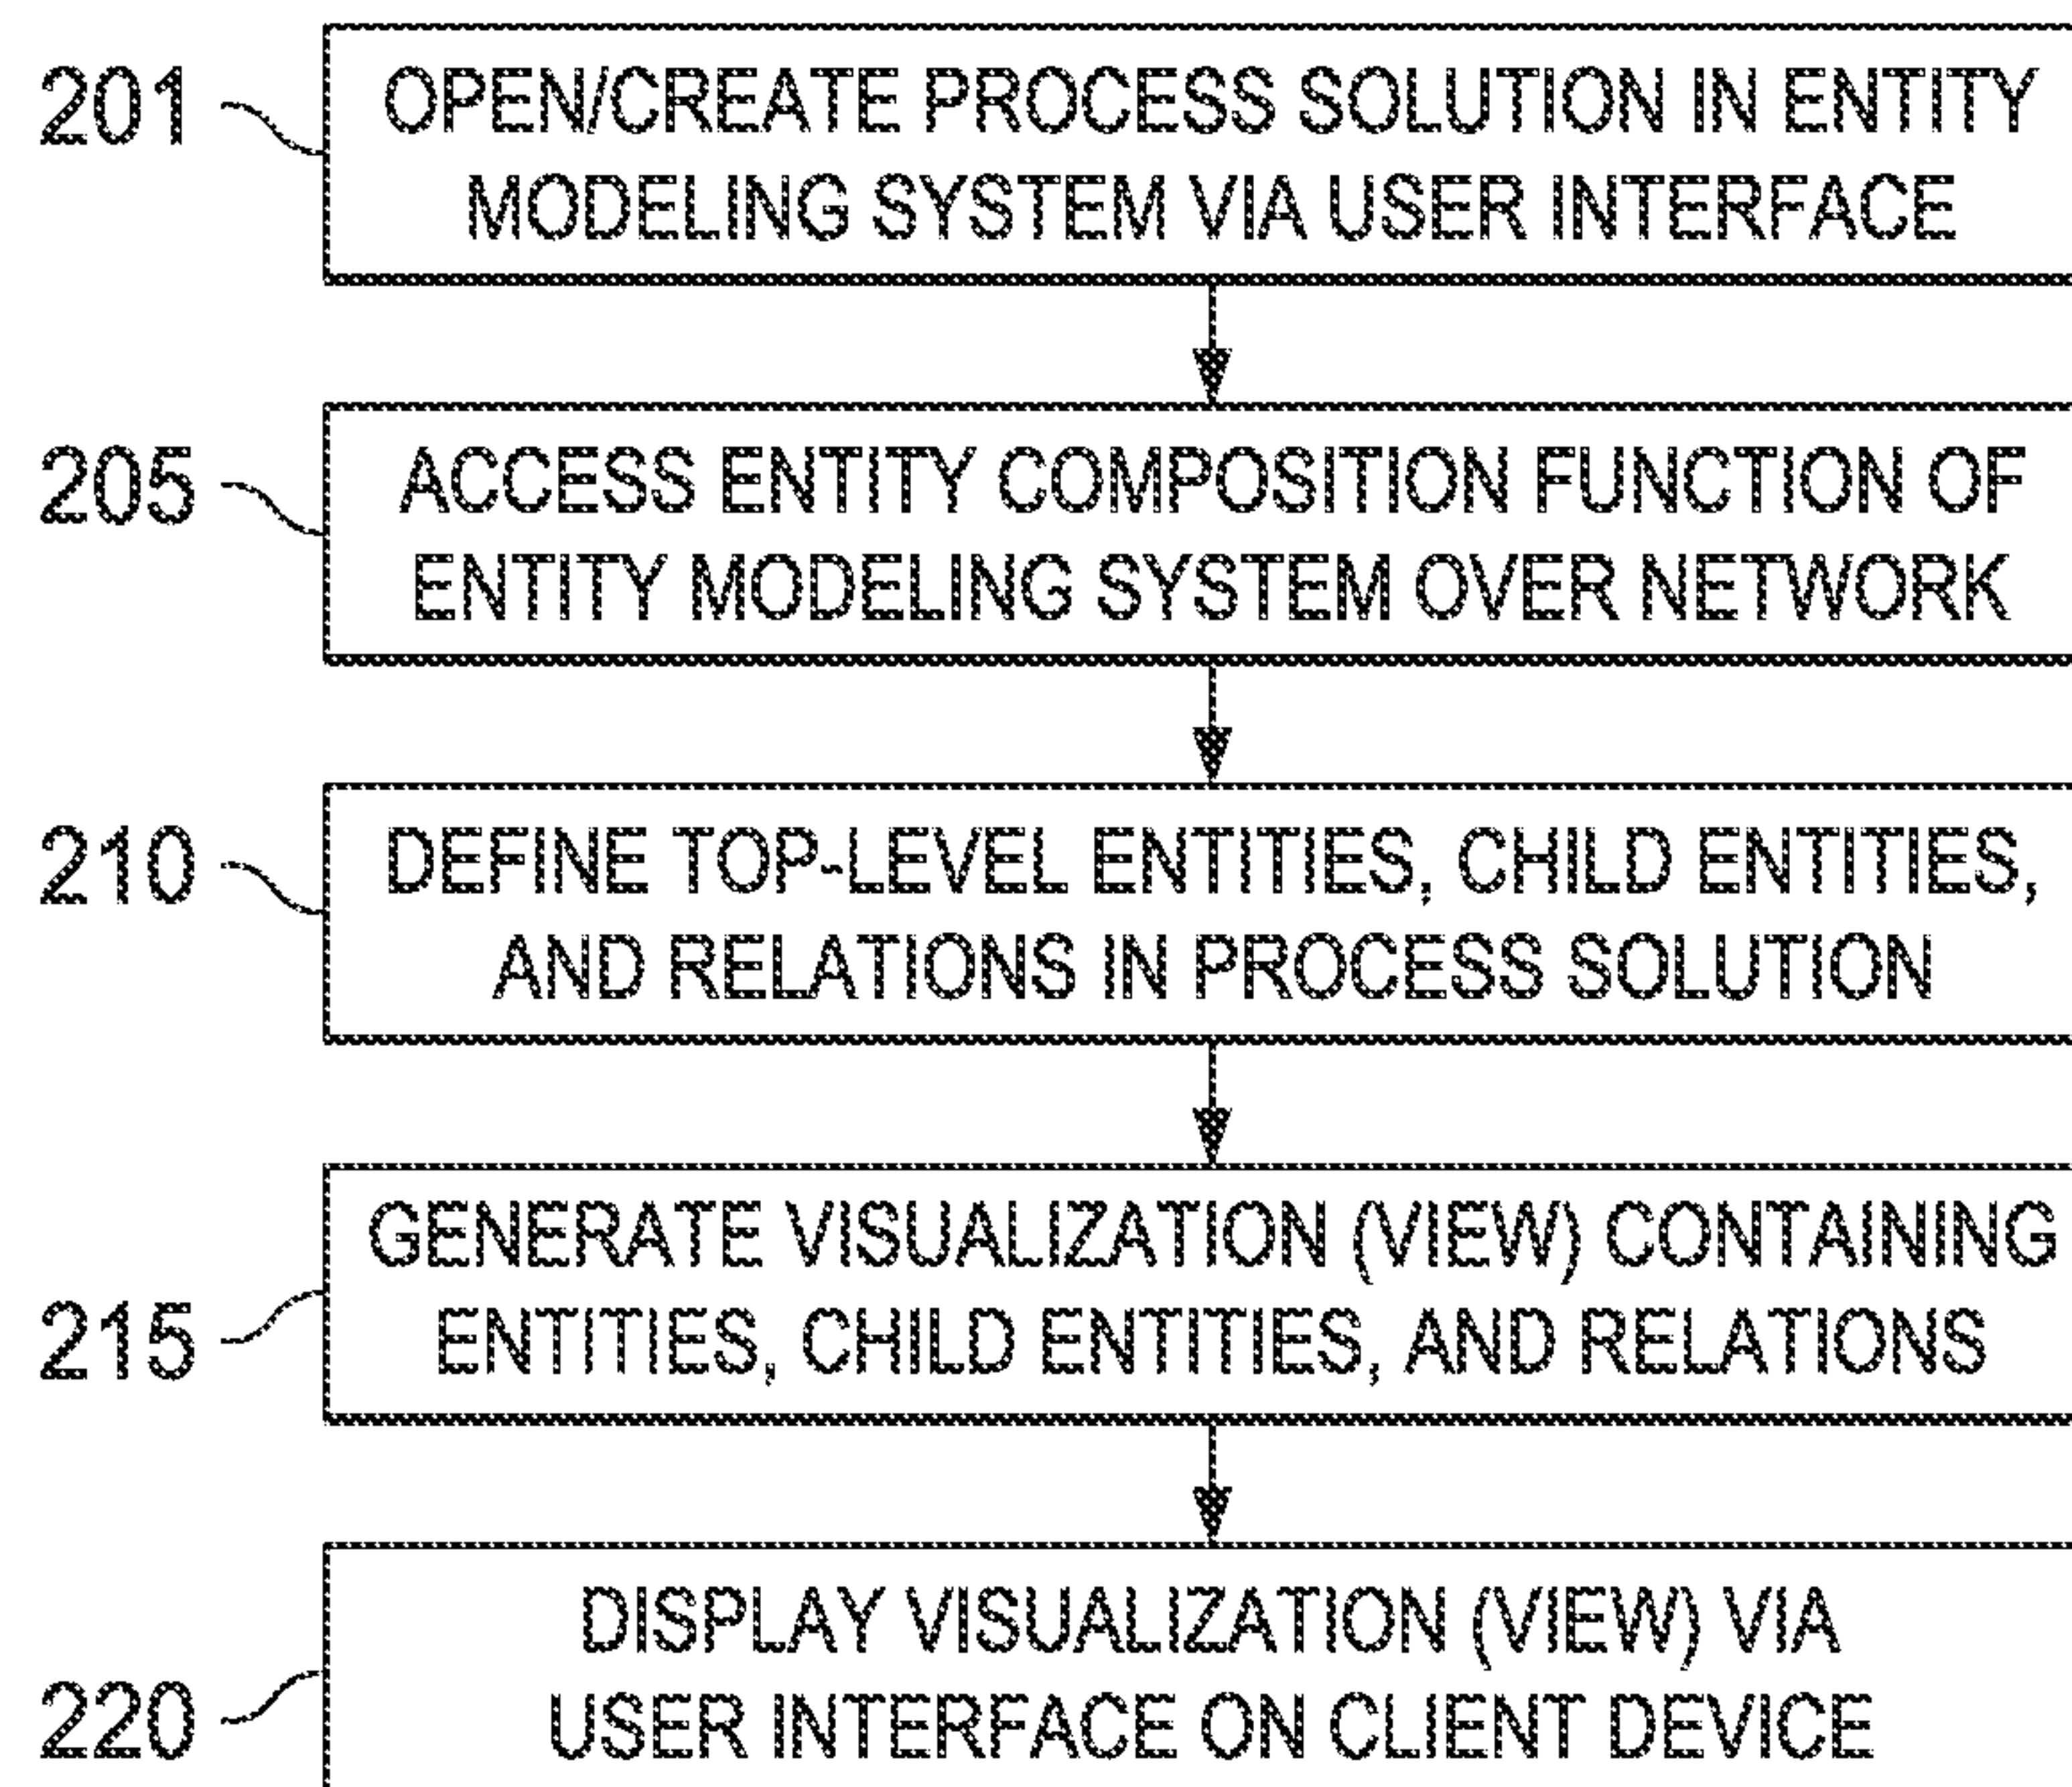 201
OPEN/CREATE PROCESS SOLUTION IN ENTITY
MODELING SYSTEM VIA USER INTERFACE
205
ACCESS ENTITY COMPOSITION FUNCTION OF
ENTITY MODELING SYSTEM OVER NETWORK
210
DEFINE TOP-LEVEL ENTITIES, CHILD ENTITIES,
AND RELATIONS IN PROCESS SOLUTION
215
GENERATE VISUALIZATION (VIEW) CONTAINING
ENTITIES, CHILD ENTITIES, AND RELATIONS
220
DISPLAY VISUALIZATION (VIEW) VIA
USER INTERFACE ON CLIENT DEVICE